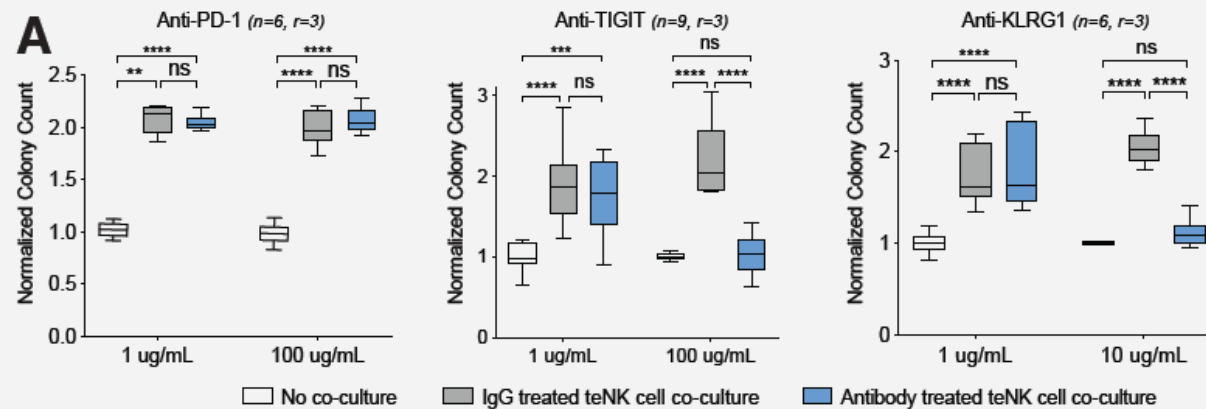 A
Anti-PD-1 (n=6, r=3)
Normalized Colony Count
2.5
2.0
1.5
1.0
0.5
0.0
****
** ns
****
**** ns
1 ug/mL 100 ug/mL
Anti-TIGIT (n=9, r=3)
Normalized Colony Count
3
2
1
0
***
**** ns
ns
**** ****
1 ug/mL 100 ug/mL
Anti-KLRG1 (n=6, r=3)
Normalized Colony Count
3
2
1
0
****
**** ns
ns
**** ****
1 ug/mL 10 ug/mL
No co-culture IgG treated teNK cell co-culture Antibody treated teNK cell co-culture